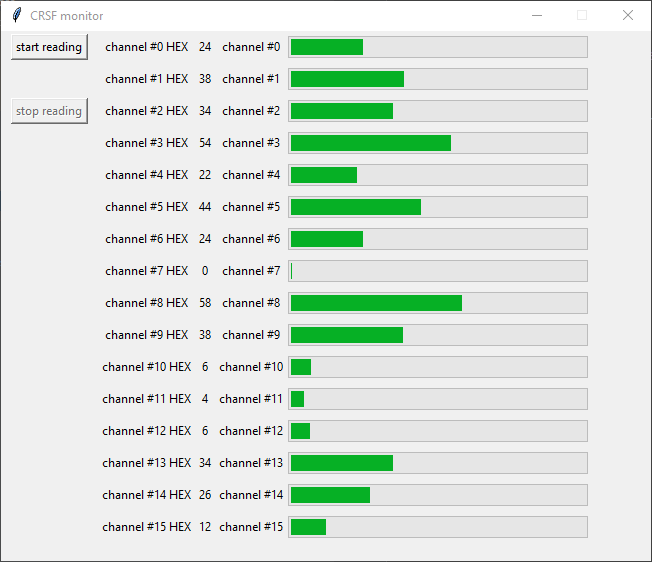 CRSF monitor
start reading channel #0 HEX 24 channel #0
channel #1 HEX 38 channel #1
stop reading channel #2 HEX 34 channel #2
channel #3 HEX 54 channel #3
channel #4 HEX 22 channel #4
channel #5 HEX 44 channel #5
channel #6 HEX 24 channel #6
channel #7 HEX 0 channel #7
channel #8 HEX 58 channel #8
channel #9 HEX 38 channel #9
channel #10 HEX 6 channel #10
channel #11 HEX 4 channel #11
channel #12 HEX 6 channel #12
channel #13 HEX 34 channel #13
channel #14 HEX 26 channel #14
channel #15 HEX 12 channel #15